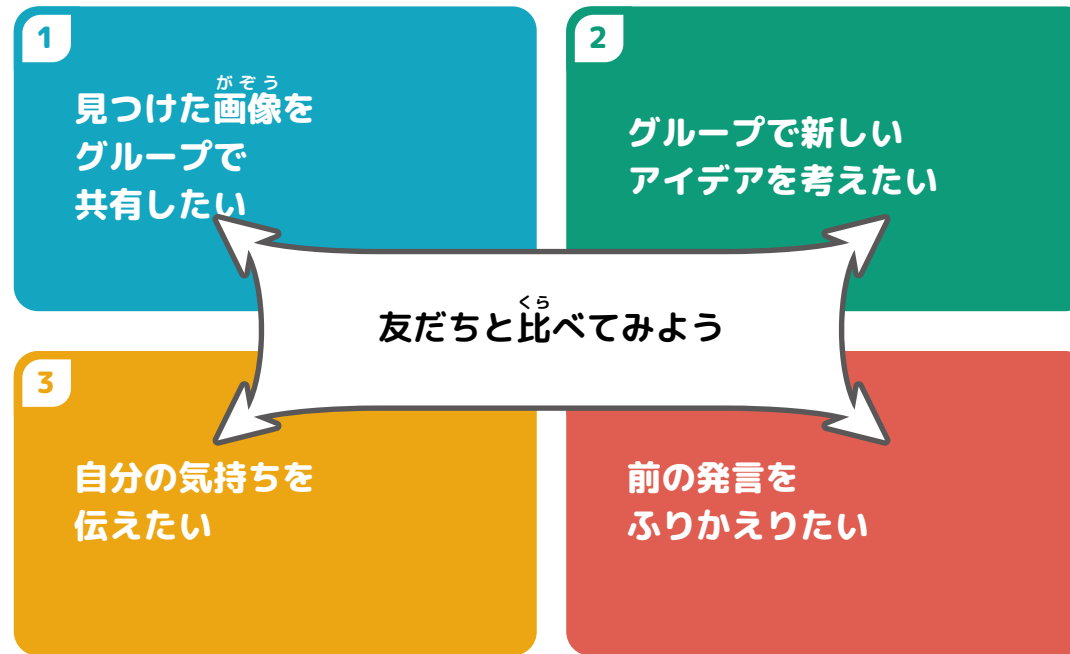 1
がぞう
見つけた画像を
グループで
共有したい
2
グループで新しい
アイデアを考えたい
くら
友だちと比べてみよう
3
自分の気持ちを
伝えたい
前の発言を
ふりかえりたい